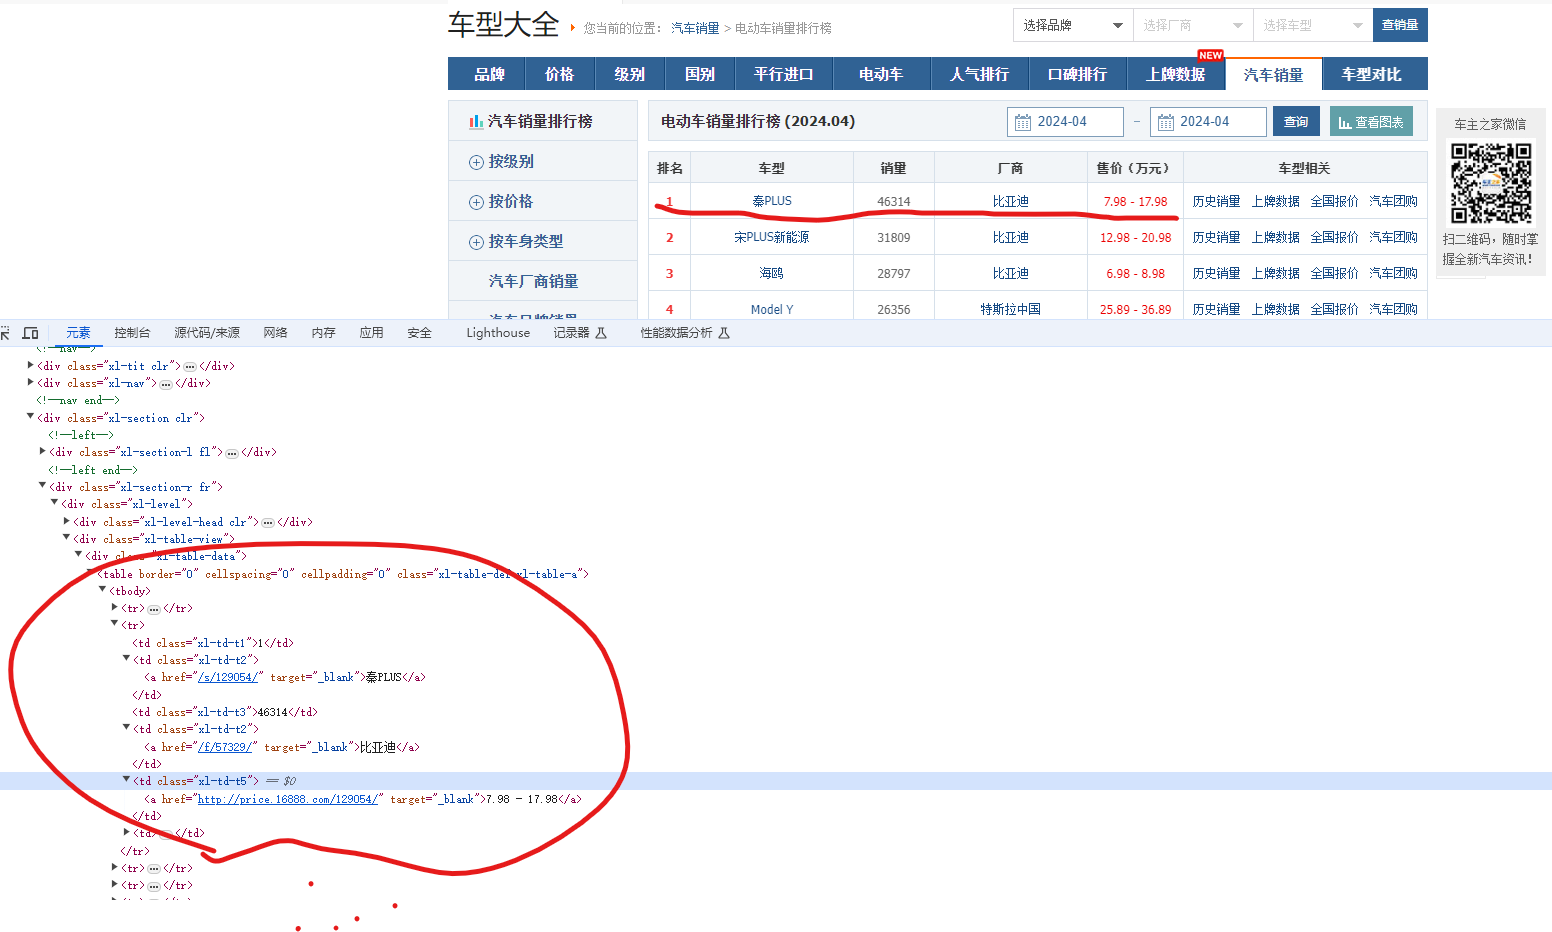 车型大全 您当前的位置： 汽车销量 > 电动车销量排行榜 选择品牌 选择厂商 选择车型 查销量
NEW
品牌 价格 级别 国别 平行进口 电动车 人气排行 口碑排行 上牌数据 汽车销量 车型对比
汽车销量排行榜
按级别
按价格
按车身类型
汽车厂商销量
汽车品牌销量
电动车销量排行榜 (2024.04) 2024-04 - 2024-04 查询 查看图表
排名 车型 销量 厂商 售价（万元） 车型相关
1 秦PLUS 46314 比亚迪 7.98 - 17.98 历史销量 上牌数据 全国报价 汽车团购
2 宋PLUS新能源 31809 比亚迪 12.98 - 20.98 历史销量 上牌数据 全国报价 汽车团购
3 海鸥 28797 比亚迪 6.98 - 8.98 历史销量 上牌数据 全国报价 汽车团购
4 Model Y 26356 特斯拉中国 25.89 - 36.89 历史销量 上牌数据 全国报价 汽车团购
车主之家微信
扫二维码，随时掌
握全新汽车资讯！
元素 控制台 源代码/来源 网络 内存 应用 安全 Lighthouse 记录器 性能数据分析
<!--nav-->
<div class="xl-tit clr">…</div>
<div class="xl-nav">…</div>
<!--nav end-->
<div class="xl-section clr">
<!--left-->
<div class="xl-section-l fl">…</div>
<!--left end-->
<div class="xl-section-r fr">
<div class="xl-level">
<div class="xl-level-head clr">…</div>
<div class="xl-table-view">
<div class="xl-table-data">
<table border="0" cellspacing="0" cellpadding="0" class="xl-table-def xl-table-a">
<tbody>
<tr>…</tr>
<tr>
<td class="xl-td-t1">1</td>
<td class="xl-td-t2">
<a href="/s/129054/" target="_blank">秦PLUS</a>
</td>
<td class="xl-td-t3">46314</td>
<td class="xl-td-t2">
<a href="/f/57329/" target="_blank">比亚迪</a>
</td>
<td class="xl-td-t5"> == $0
<a href="http://price.16888.com/129054/" target="_blank">7.98 - 17.98</a>
</td>
<td>…</td>
</tr>
<tr>…</tr>
<tr>…</tr>